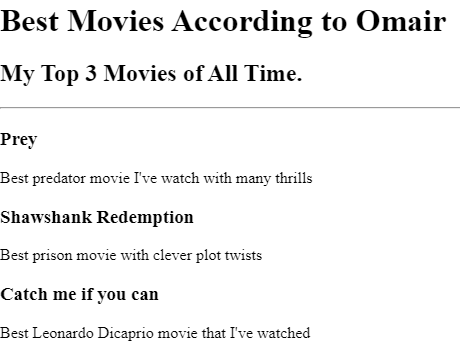 Best Movies According to Omair
My Top 3 Movies of All Time.
Prey
Best predator movie I've watch with many thrills
Shawshank Redemption
Best prison movie with clever plot twists
Catch me if you can
Best Leonardo Dicaprio movie that I've watched